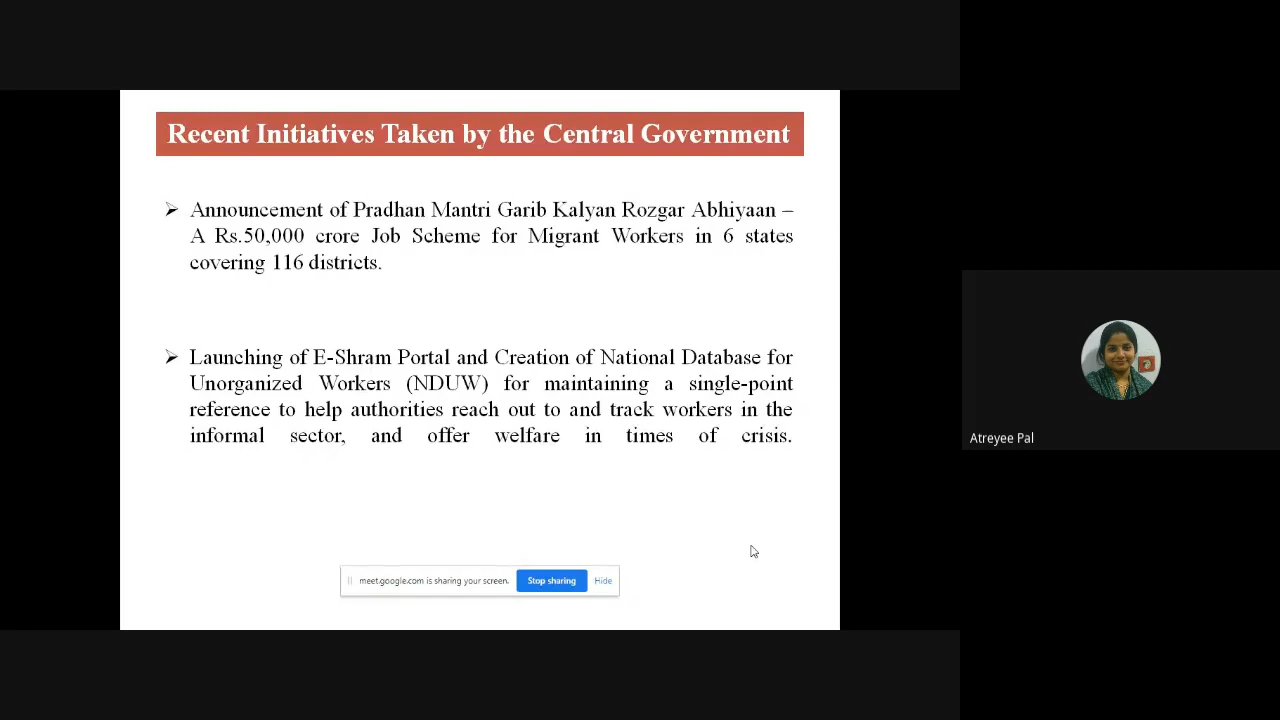 Recent Initiatives Taken by the Central Government
Announcement of Pradhan Mantri Garib Kalyan Rozgar Abhiyaan –
A Rs.50,000 crore Job Scheme for Migrant Workers in 6 states
covering 116 districts.
Launching of E-Shram Portal and Creation of National Database for
Unorganized Workers (NDUW) for maintaining a single-point
reference to help authorities reach out to and track workers in the
informal sector, and offer welfare in times of crisis.
meet.google.com is sharing your screen. Stop sharing Hide
Atreyee Pal